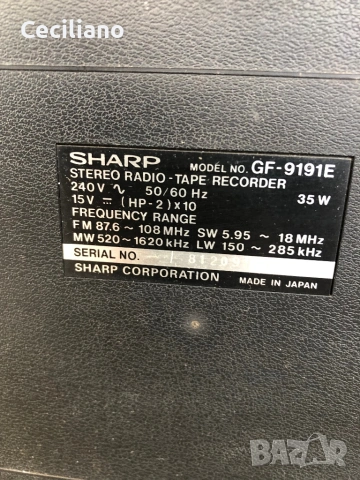 Ceciliano
SHARP MODEL NO. GF-9191E
STEREO RADIO-TAPE RECORDER
240V ∿ 50/60 Hz 35W
15V ⎓ (HP-2) x 10
FREQUENCY RANGE
FM 87.6 ~ 108 MHz SW 5.95 ~ 18 MHz
MW 520 ~ 1620 kHz LW 150 ~ 285 kHz
SERIAL NO.
SHARP CORPORATION MADE IN JAPAN
BAZAR